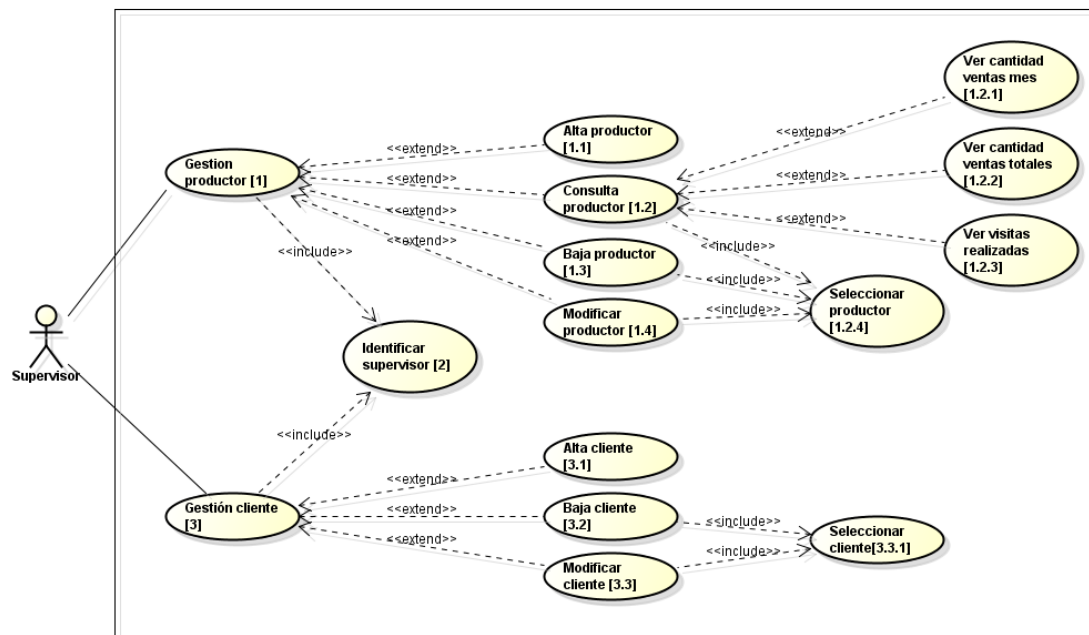 Ver cantidad
ventas mes
[1.2.1]
Alta productor
[1.1]
<<extend>>
<<extend>>
Ver cantidad
ventas totales
[1.2.2]
Gestion
productor [1]
<<extend>>
Consulta
productor [1.2]
<<extend>>
<<extend>>
<<extend>>
Ver visitas
realizadas
[1.2.3]
<<extend>>
<<include>>
<<include>>
Baja productor
[1.3]
<<include>>
Seleccionar
productor
[1.2.4]
Modificar
productor [1.4]
<<include>>
Identificar
supervisor [2]
Supervisor
<<include>>
Alta cliente
[3.1]
<<extend>>
Gestión cliente
[3]
<<extend>>
Baja cliente
[3.2]
<<include>>
Seleccionar
cliente[3.3.1]
<<extend>>
<<include>>
Modificar
cliente [3.3]